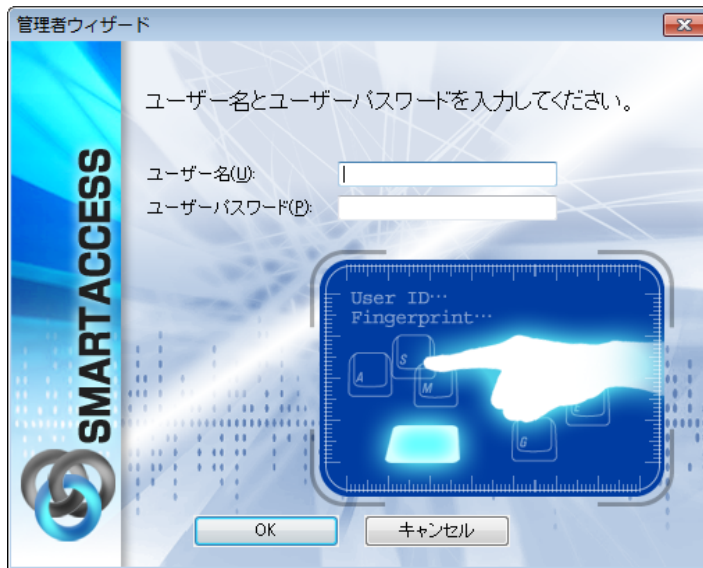 管理者ウィザード
ユーザー名とユーザーパスワードを入力してください。
ユーザー名(U):
ユーザーパスワード(P):
SMARTACCESS
User ID…
Fingerprint…
S
A
M
L
G
OK
キャンセル